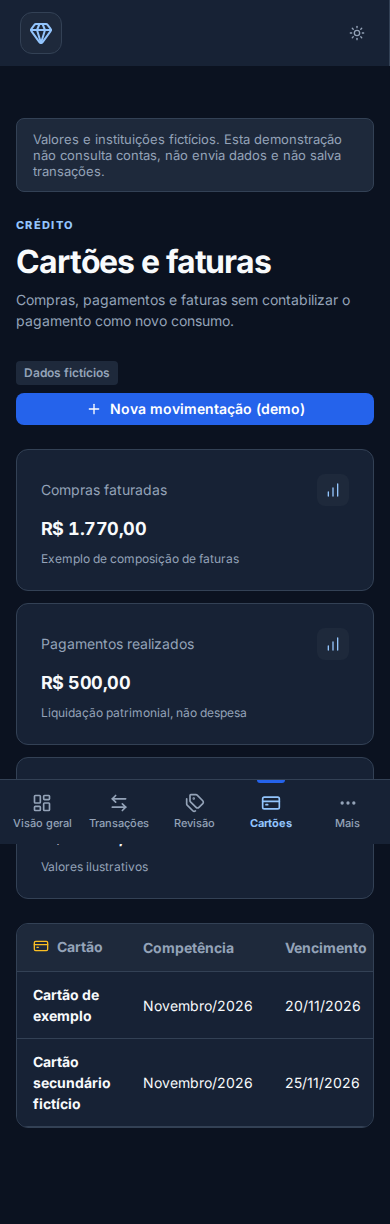 Valores e instituições fictícios. Esta demonstração
não consulta contas, não envia dados e não salva
transações.
CRÉDITO
Cartões e faturas
Compras, pagamentos e faturas sem contabilizar o
pagamento como novo consumo.
Dados fictícios
Nova movimentação (demo)
Compras faturadas
R$ 1.770,00
Exemplo de composição de faturas
Pagamentos realizados
R$ 500,00
Liquidação patrimonial, não despesa
Visão geral
Transações
Revisão
Cartões
Mais
Valores ilustrativos
Cartão Competência Vencimento
Cartão de
exemplo
Novembro/2026 20/11/2026
Cartão
secundário
fictício
Novembro/2026 25/11/2026